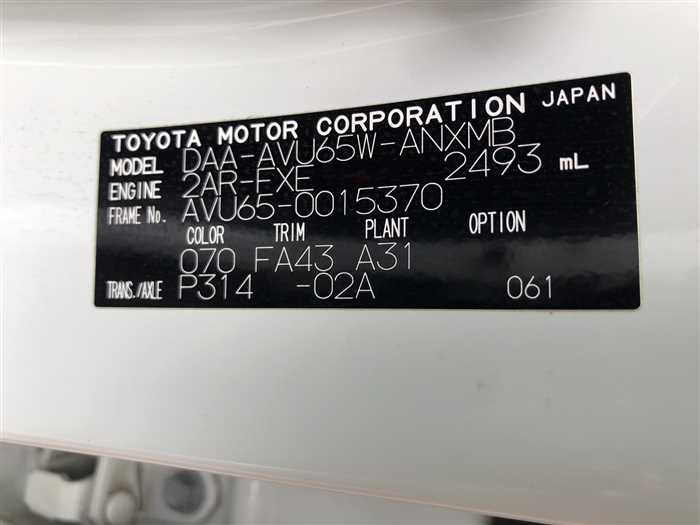 TOYOTA MOTOR CORPORATION JAPAN
MODEL DAA-AVU65W-ANXMB
ENGINE 2AR-FXE 2493 mL
FRAME No. AVU65-0015370
COLOR TRIM PLANT OPTION
070 FA43 A31
TRANS./AXLE P314 -02A 061